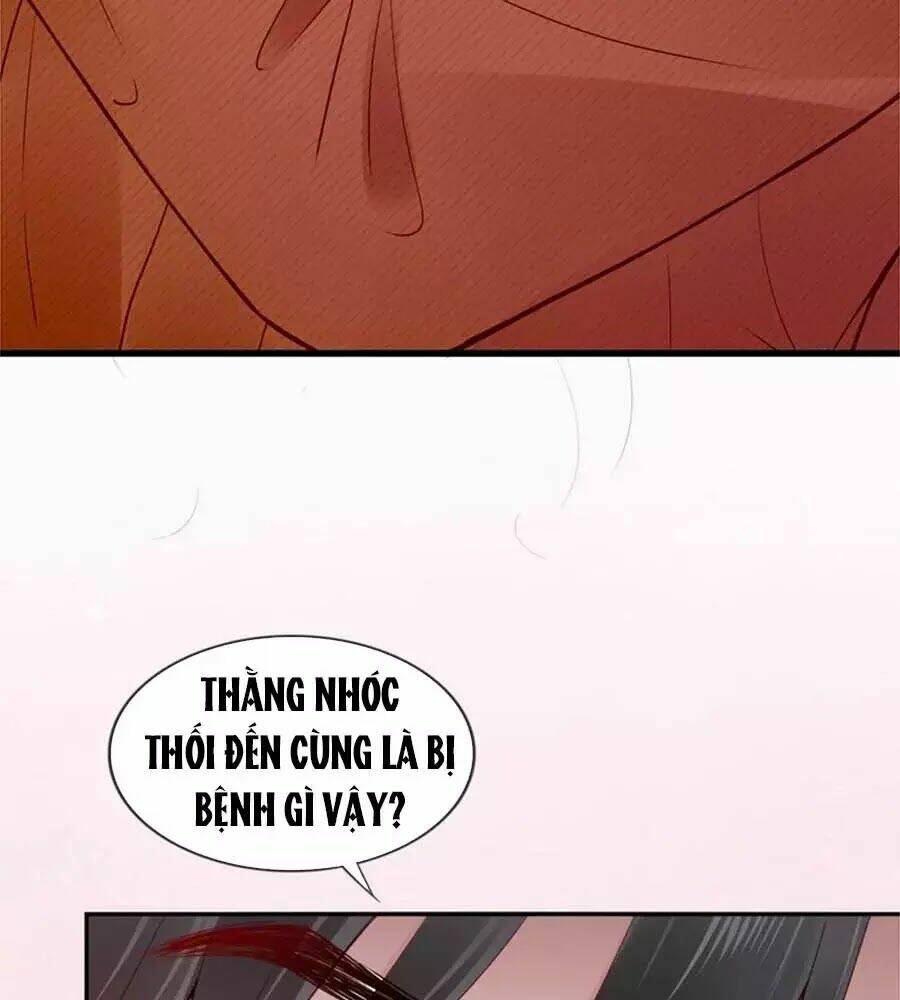 THẰNG NHÓC
THỐI ĐẾN CÙNG LÀ BỊ
BỆNH GÌ VẬY?